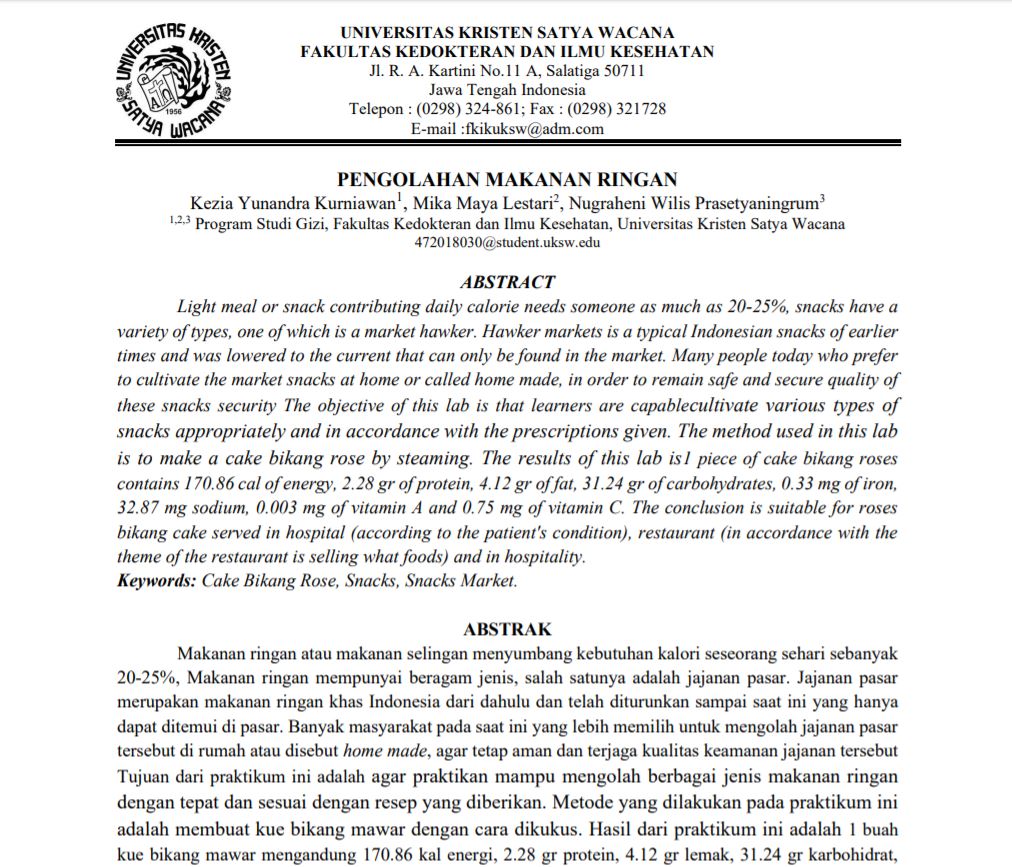 UNIVERSITAS KRISTEN
SATYA WACANA
1956
UNIVERSITAS KRISTEN SATYA WACANA
FAKULTAS KEDOKTERAN DAN ILMU KESEHATAN
Jl. R. A. Kartini No.11 A, Salatiga 50711
Jawa Tengah Indonesia
Telepon : (0298) 324-861; Fax : (0298) 321728
E-mail :fkikuksw@adm.com
PENGOLAHAN MAKANAN RINGAN
Kezia Yunandra Kurniawan¹, Mika Maya Lestari², Nugraheni Wilis Prasetyaningrum³
¹,²,³ Program Studi Gizi, Fakultas Kedokteran dan Ilmu Kesehatan, Universitas Kristen Satya Wacana
472018030@student.uksw.edu
ABSTRACT
Light meal or snack contributing daily calorie needs someone as much as 20-25%, snacks have a
variety of types, one of which is a market hawker. Hawker markets is a typical Indonesian snacks of earlier
times and was lowered to the current that can only be found in the market. Many people today who prefer
to cultivate the market snacks at home or called home made, in order to remain safe and secure quality of
these snacks security The objective of this lab is that learners are capablecultivate various types of
snacks appropriately and in accordance with the prescriptions given. The method used in this lab
is to make a cake bikang rose by steaming. The results of this lab is1 piece of cake bikang roses
contains 170.86 cal of energy, 2.28 gr of protein, 4.12 gr of fat, 31.24 gr of carbohydrates, 0.33 mg of iron,
32.87 mg sodium, 0.003 mg of vitamin A and 0.75 mg of vitamin C. The conclusion is suitable for roses
bikang cake served in hospital (according to the patient's condition), restaurant (in accordance with the
theme of the restaurant is selling what foods) and in hospitality.
Keywords: Cake Bikang Rose, Snacks, Snacks Market.
ABSTRAK
Makanan ringan atau makanan selingan menyumbang kebutuhan kalori seseorang sehari sebanyak
20-25%, Makanan ringan mempunyai beragam jenis, salah satunya adalah jajanan pasar. Jajanan pasar
merupakan makanan ringan khas Indonesia dari dahulu dan telah diturunkan sampai saat ini yang hanya
dapat ditemui di pasar. Banyak masyarakat pada saat ini yang lebih memilih untuk mengolah jajanan pasar
tersebut di rumah atau disebut home made, agar tetap aman dan terjaga kualitas keamanan jajanan tersebut
Tujuan dari praktikum ini adalah agar praktikan mampu mengolah berbagai jenis makanan ringan
dengan tepat dan sesuai dengan resep yang diberikan. Metode yang dilakukan pada praktikum ini
adalah membuat kue bikang mawar dengan cara dikukus. Hasil dari praktikum ini adalah 1 buah
kue bikang mawar mengandung 170.86 kal energi, 2.28 gr protein, 4.12 gr lemak, 31.24 gr karbohidrat,